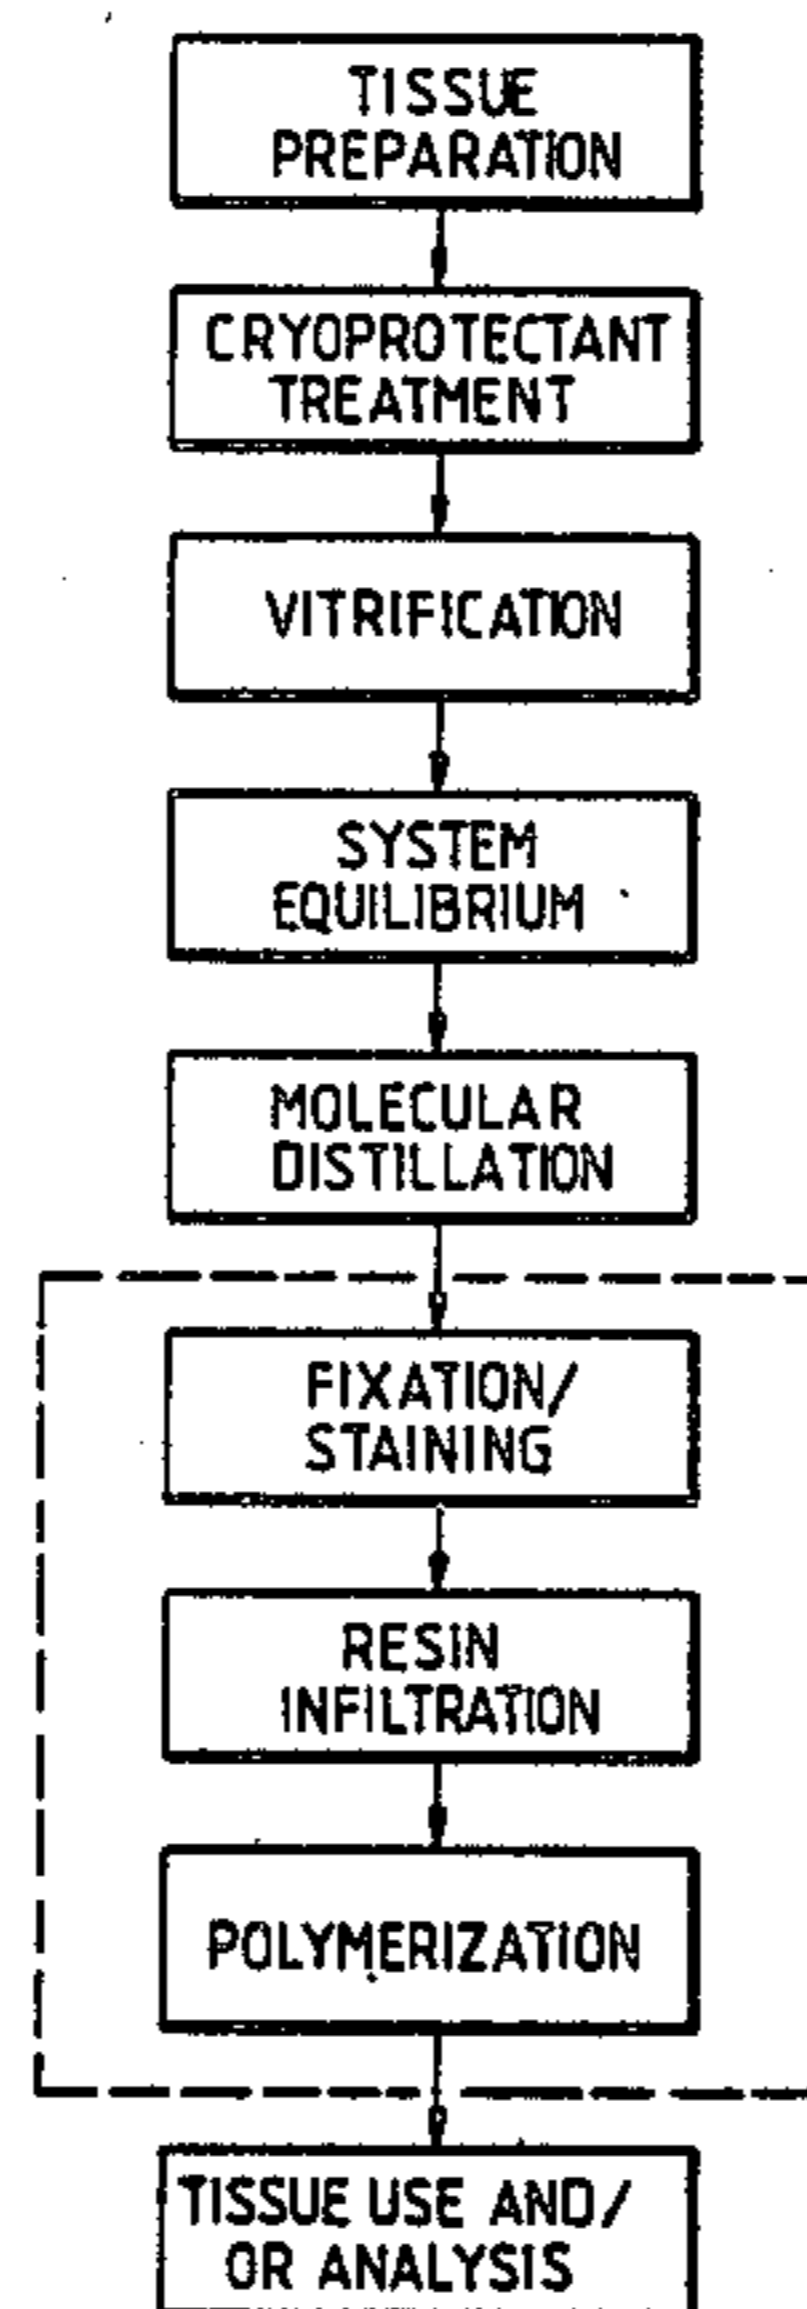 TISSUE
PREPARATION
CRYOPROTECTANT
TREATMENT
VITRIFICATION
SYSTEM
EQUILIBRIUM
MOLECULAR
DISTILLATION
FIXATION/
STAINING
RESIN
INFILTRATION
POLYMERIZATION
TISSUE USE AND/
OR ANALYSIS